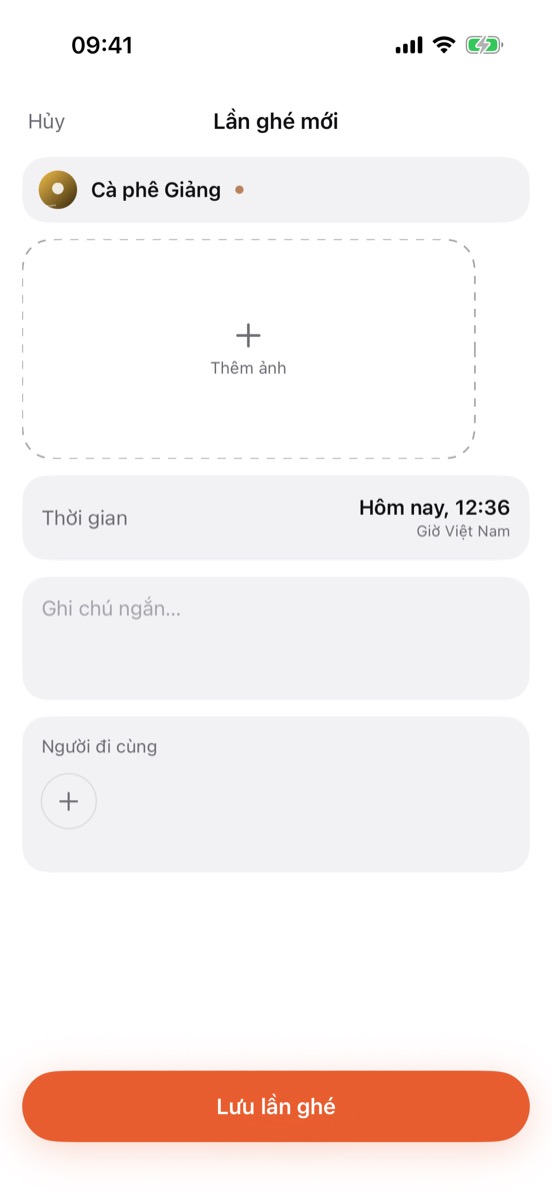 09:41
Hủy
Lần ghé mới
Cà phê Giảng
Thêm ảnh
Thời gian
Hôm nay, 12:36
Giờ Việt Nam
Ghi chú ngắn...
Người đi cùng
Lưu lần ghé